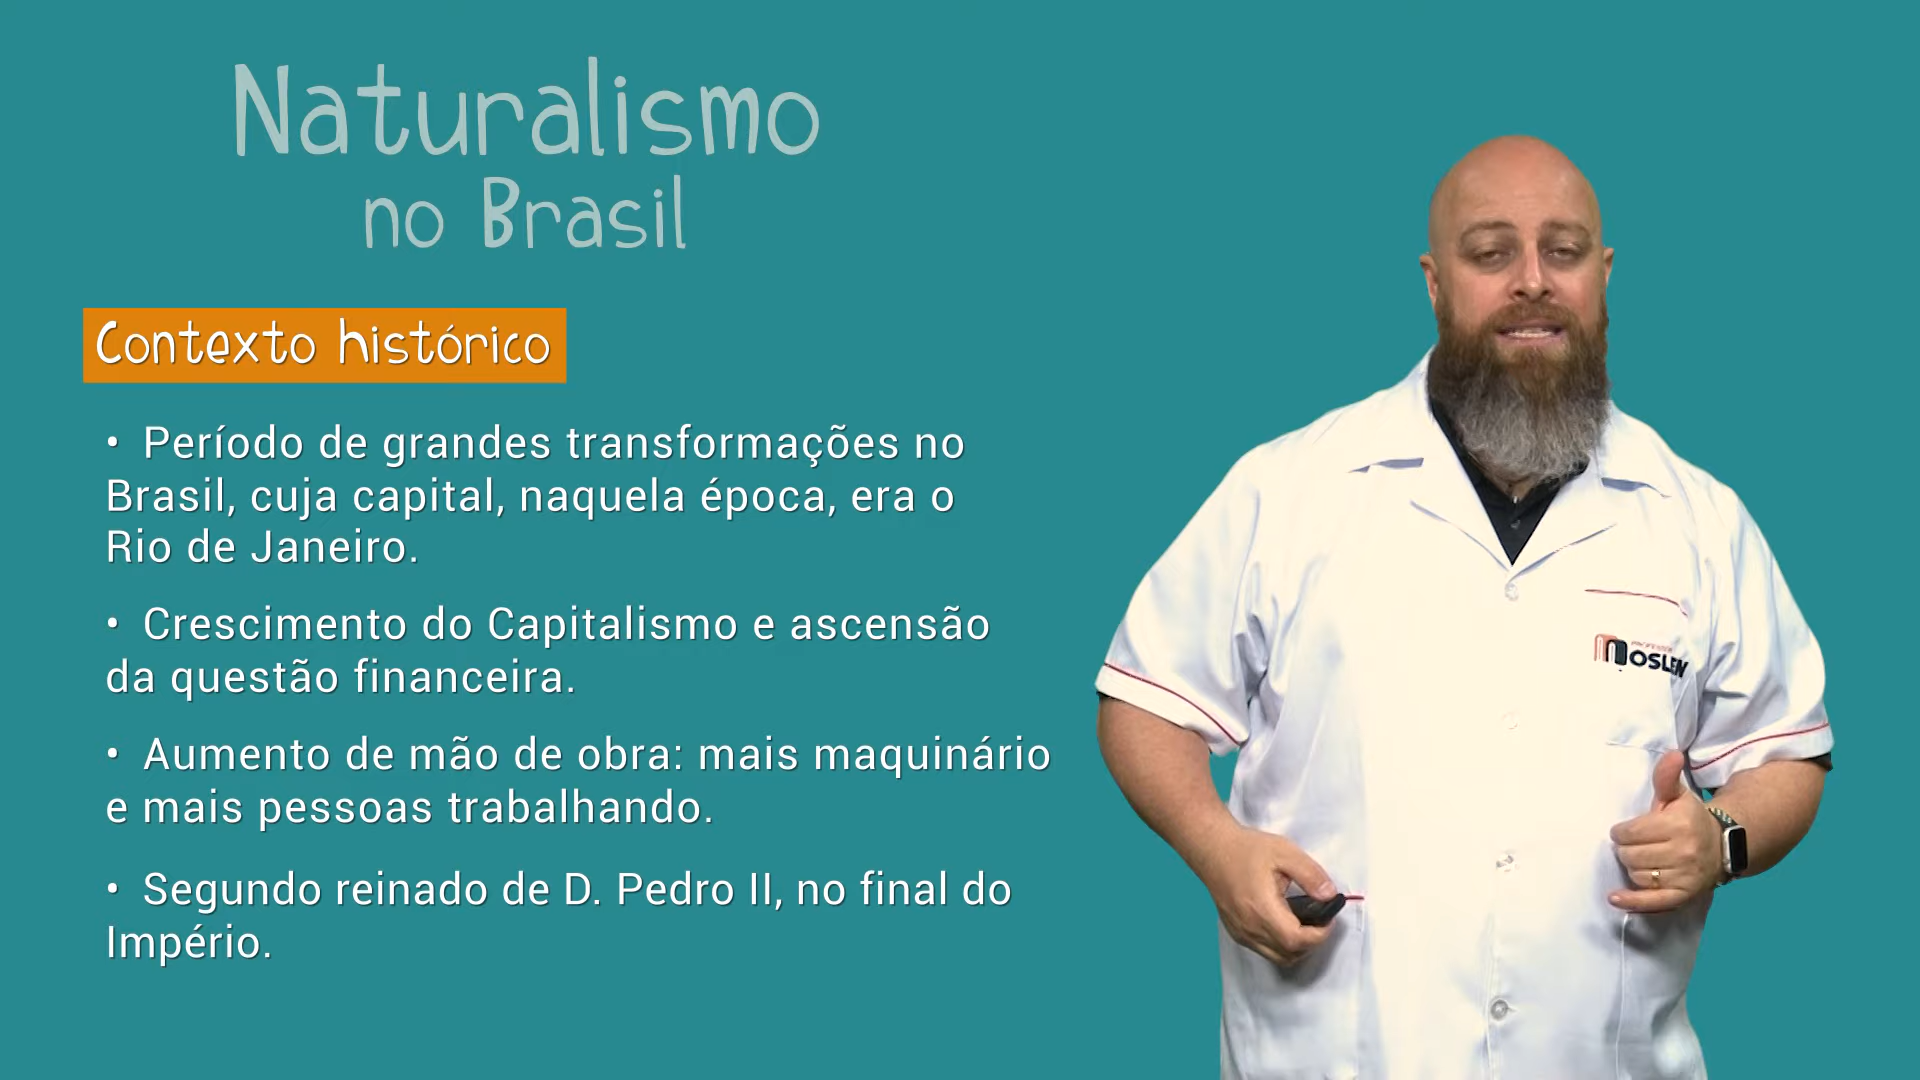 Naturalismo
no Brasil
Contexto histórico
• Período de grandes transformações no
Brasil, cuja capital, naquela época, era o
Rio de Janeiro.
• Crescimento do Capitalismo e ascensão
da questão financeira.
• Aumento de mão de obra: mais maquinário
e mais pessoas trabalhando.
• Segundo reinado de D. Pedro II, no final do
Império.
PROFESSOR
MOSLEN